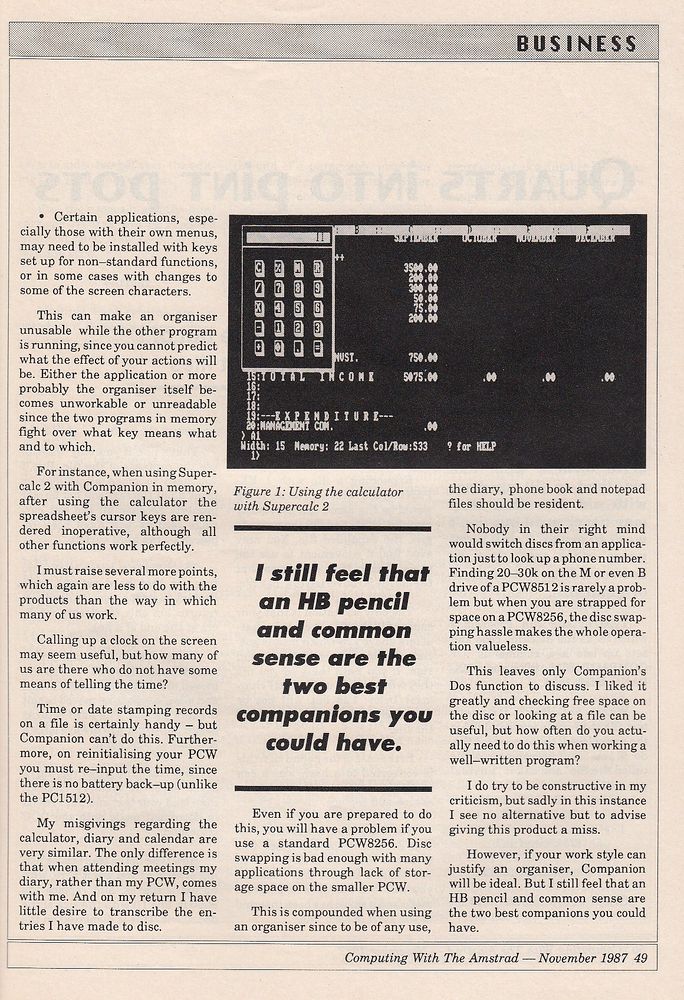 BUSINESS
• Certain applications, espe-
cially those with their own menus,
may need to be installed with keys
set up for non–standard functions,
or in some cases with changes to
some of the screen characters.
This can make an organiser
unusable while the other program
is running, since you cannot predict
what the effect of your actions will
be. Either the application or more
probably the organiser itself be-
comes unworkable or unreadable
since the two programs in memory
fight over what key means what
and to which.
For instance, when using Super-
calc 2 with Companion in memory,
after using the calculator the
spreadsheet's cursor keys are ren-
dered inoperative, although all
other functions work perfectly.
I must raise several more points,
which again are less to do with the
products than the way in which
many of us work.
Calling up a clock on the screen
may seem useful, but how many of
us are there who do not have some
means of telling the time?
Time or date stamping records
on a file is certainly handy – but
Companion can't do this. Further-
more, on reinitialising your PCW
you must re–input the time, since
there is no battery back–up (unlike
the PC1512).
My misgivings regarding the
calculator, diary and calendar are
very similar. The only difference is
that when attending meetings my
diary, rather than my PCW, comes
with me. And on my return I have
little desire to transcribe the en-
tries I have made to disc.
B C D E F
SEPTEMBER OCTOBER NOVEMBER DECEMBER
3500.00
200.00
300.00
50.00
75.00
200.00
750.00
15:TOTAL INCOME 5075.00 .00 .00 .00
16:
17:
18:
19:---EXPENDITURE---
20:MANAGEMENT COM. .00
> A1
Width: 15 Memory: 22 Last Col/Row:S33 ? for HELP
1>
Figure 1: Using the calculator
with Supercalc 2
I still feel that
an HB pencil
and common
sense are the
two best
companions you
could have.
Even if you are prepared to do
this, you will have a problem if you
use a standard PCW8256. Disc
swapping is bad enough with many
applications through lack of stor-
age space on the smaller PCW.
This is compounded when using
an organiser since to be of any use,
the diary, phone book and notepad
files should be resident.
Nobody in their right mind
would switch discs from an applica-
tion just to look up a phone number.
Finding 20–30k on the M or even B
drive of a PCW8512 is rarely a prob-
lem but when you are strapped for
space on a PCW8256, the disc swap-
ping hassle makes the whole opera-
tion valueless.
This leaves only Companion's
Dos function to discuss. I liked it
greatly and checking free space on
the disc or looking at a file can be
useful, but how often do you actu-
ally need to do this when working a
well–written program?
I do try to be constructive in my
criticism, but sadly in this instance
I see no alternative but to advise
giving this product a miss.
However, if your work style can
justify an organiser, Companion
will be ideal. But I still feel that an
HB pencil and common sense are
the two best companions you could
have.
Computing With The Amstrad — November 1987 49